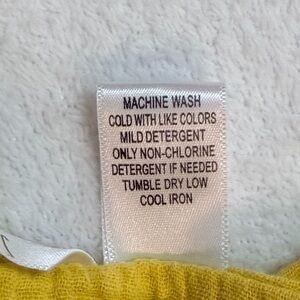 MACHINE WASH
COLD WITH LIKE COLORS
MILD DETERGENT
ONLY NON-CHLORINE
DETERGENT IF NEEDED
TUMBLE DRY LOW
COOL IRON